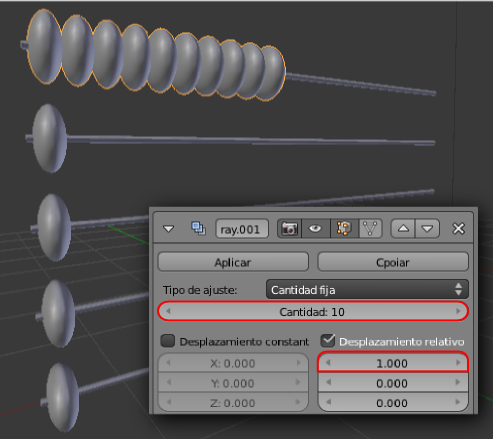 ray.001
Aplicar Cpoiar
Tipo de ajuste: Cantidad fija
Cantidad: 10
Desplazamiento constant Desplazamiento relativo
X: 0.000 1.000
Y: 0.000 0.000
Z: 0.000 0.000